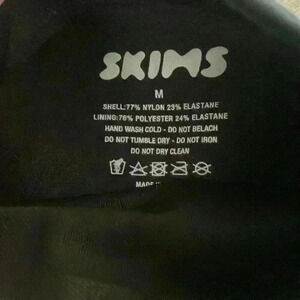 SKIMS
M
SHELL:77% NYLON 23% ELASTANE
LINING:76% POLYESTER 24% ELASTANE
HAND WASH COLD - DO NOT BELACH
DO NOT TUMBLE DRY - DO NOT IRON
DO NOT DRY CLEAN
MADE